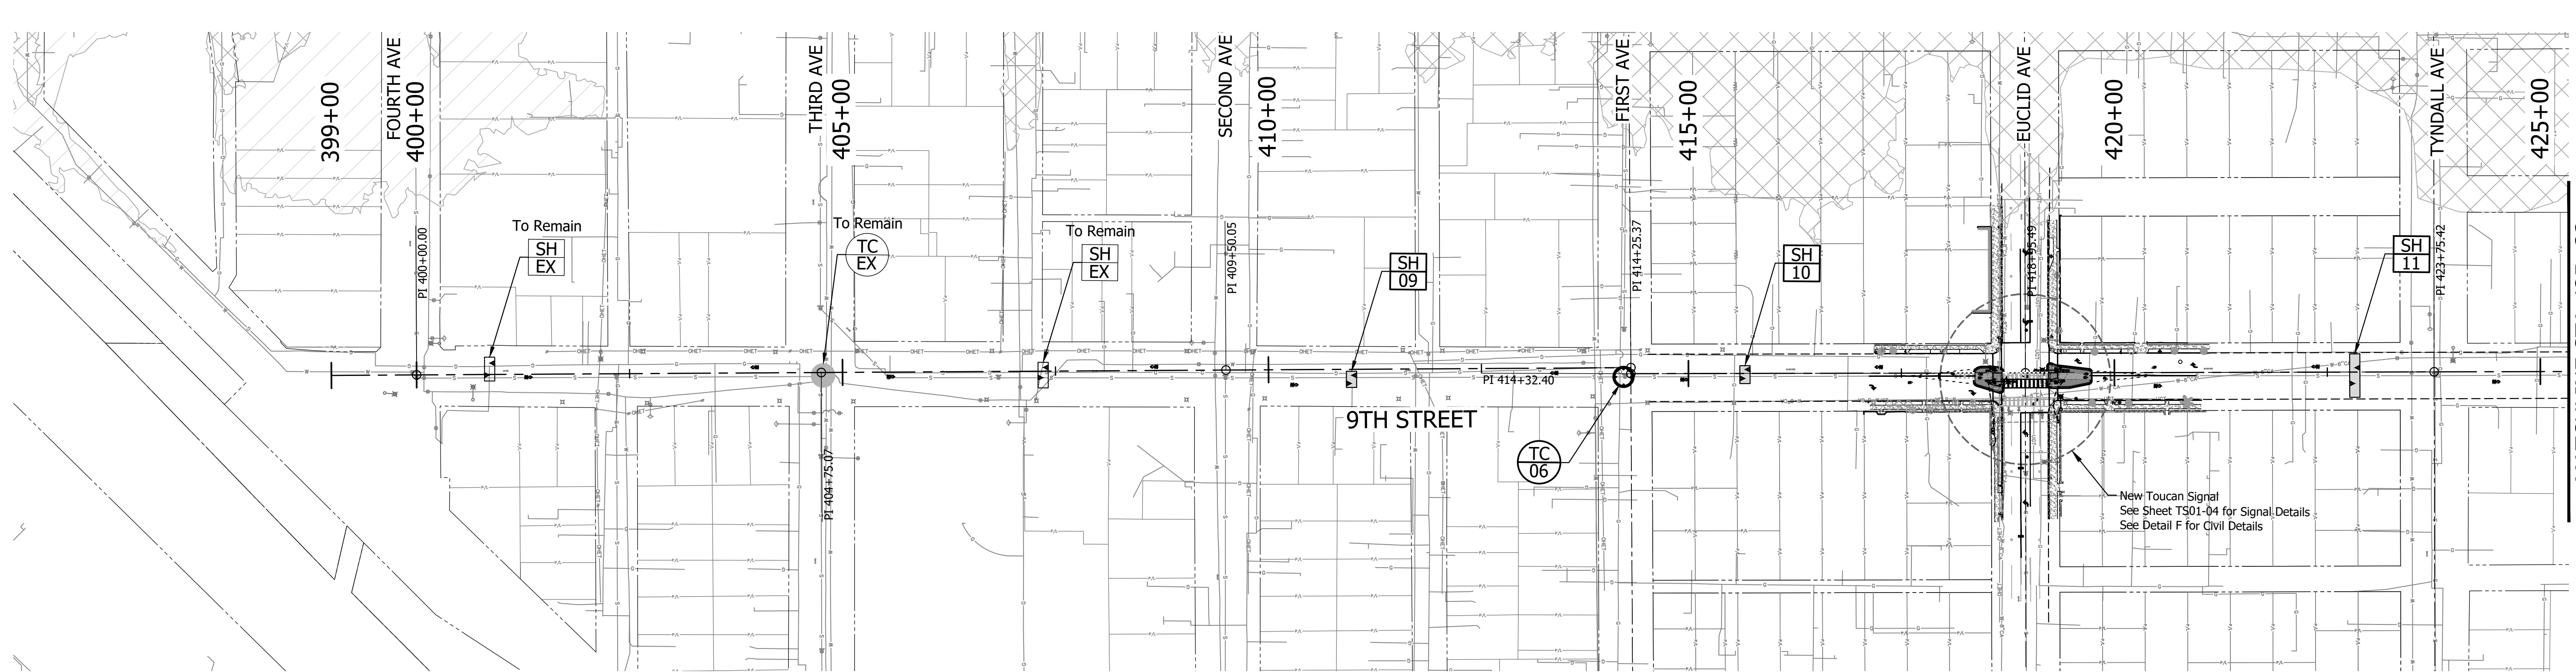 399+00
FOURTH AVE
400+00
THIRD AVE
405+00
SECOND AVE
410+00
FIRST AVE
415+00
EUCLID AVE
420+00
TYNDALL AVE
425+00
PI 400+00.00
To Remain
SH
EX
To Remain
TC
EX
To Remain
SH
EX
PI 409+50.05
SH
09
PI 414+25.37
SH
10
PI 418+95.49
SH
11
PI 423+75.42
PI 414+32.40
9TH STREET
TC
06
PI 404+75.07
New Toucan Signal
See Sheet TS01-04 for Signal Details
See Detail F for Civil Details